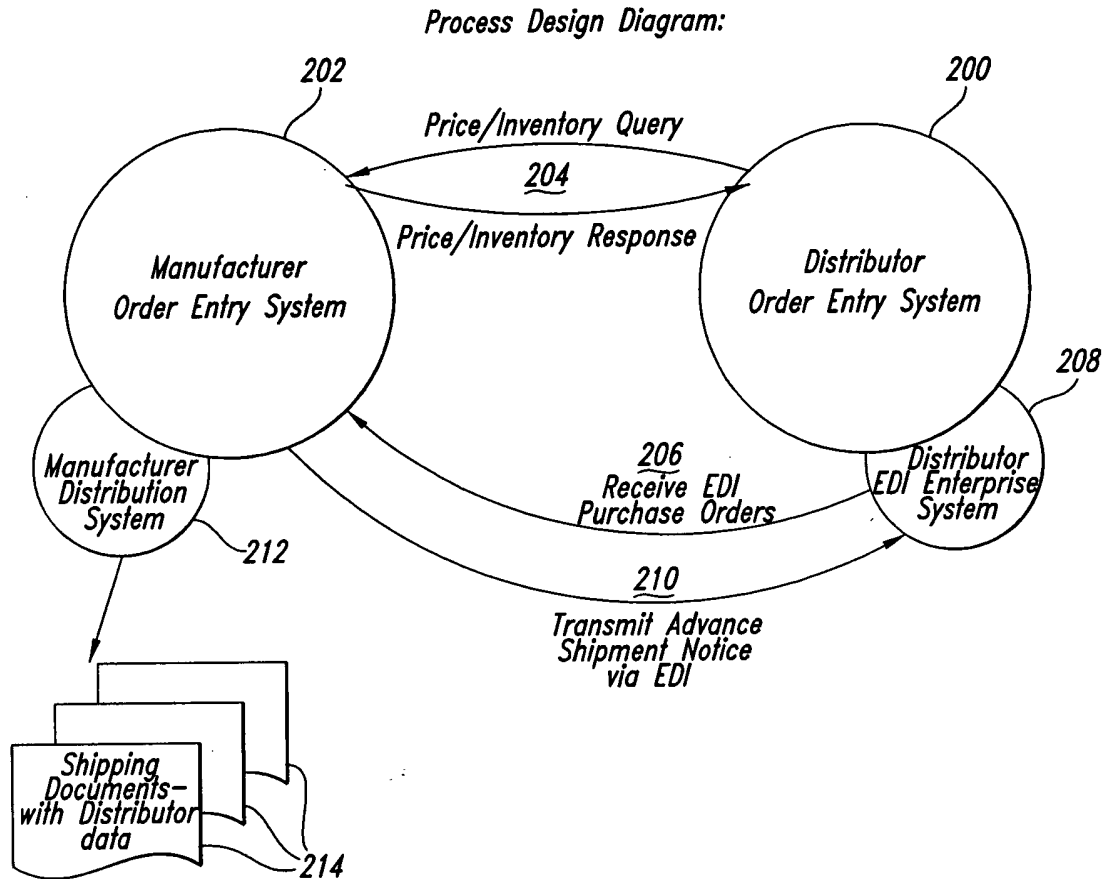 Process Design Diagram:
202
200
Price/Inventory Query
204
Price/Inventory Response
Manufacturer
Order Entry System
Distributor
Order Entry System
208
Manufacturer
Distribution
System
212
206
Receive EDI
Purchase Orders
Distributor
EDI Enterprise
System
210
Transmit Advance
Shipment Notice
via EDI
Shipping
Documents-
with Distributor
data
214